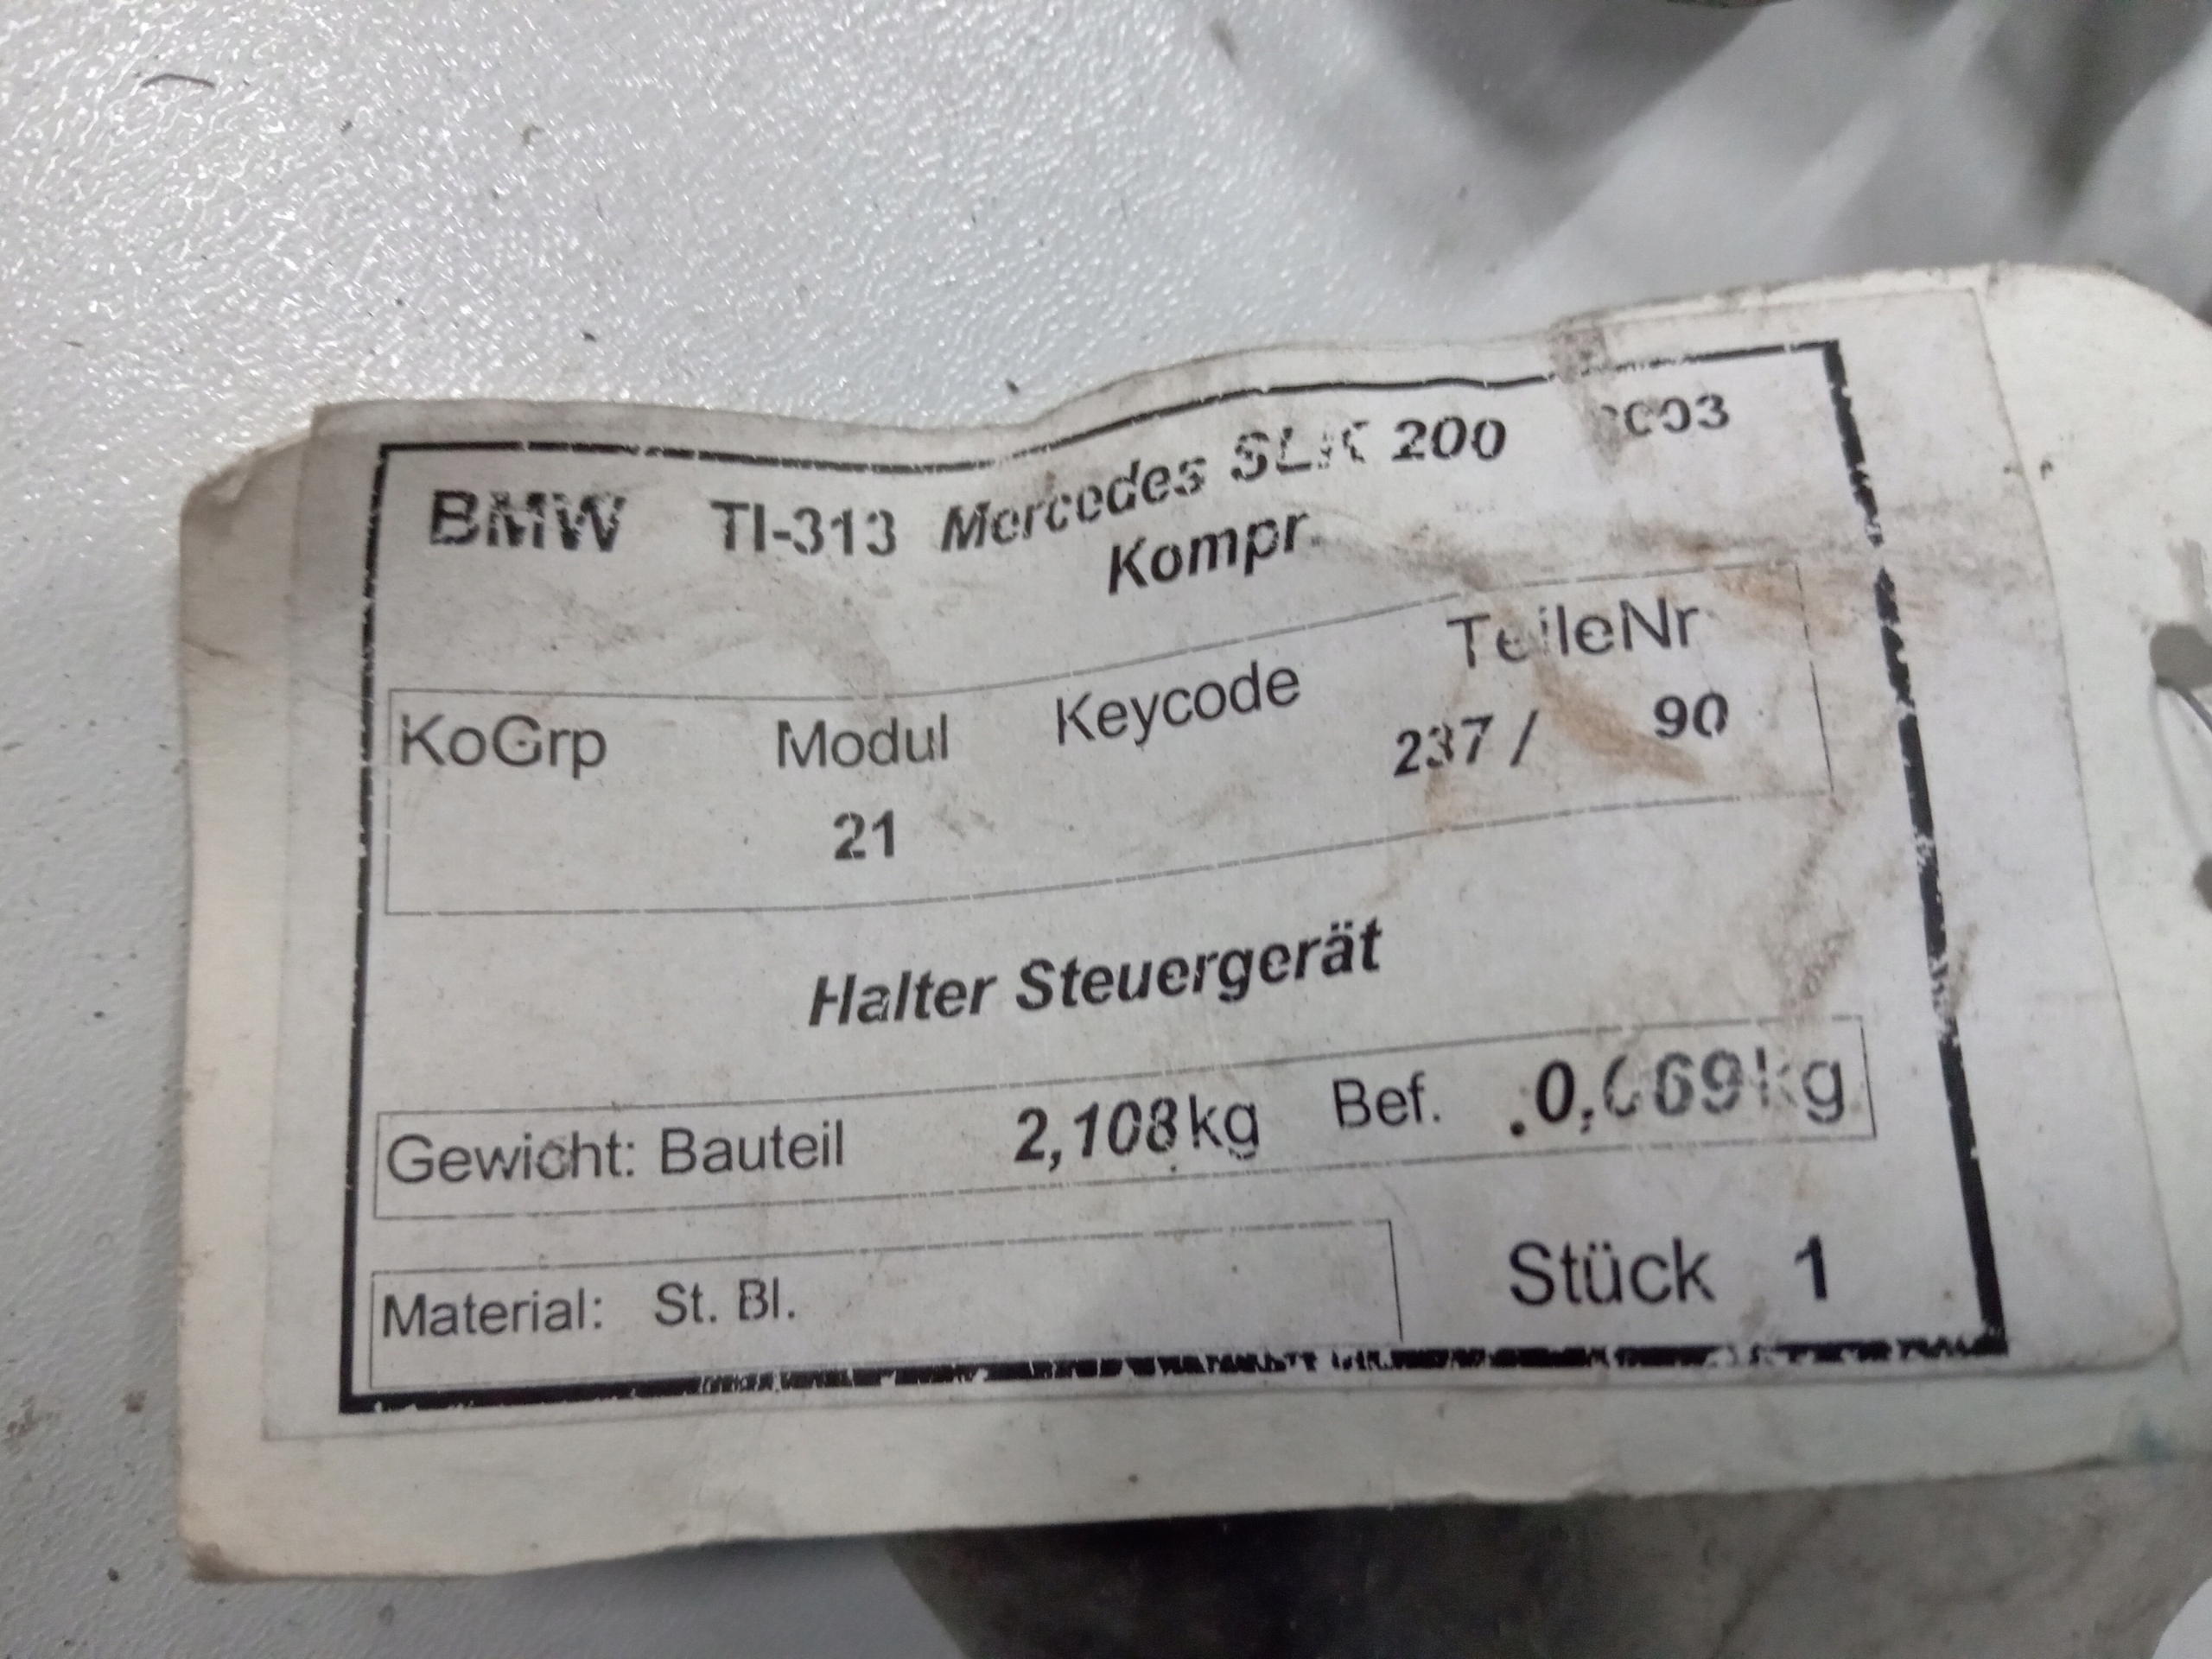 BMW TI-313 Mercedes SLK 200
Kompr.
KoGrp Modul Keycode TeileNr
21 237 / 90
Halter Steuergerät
Gewicht: Bauteil 2,108kg Bef. 0,069kg
Material: St. Bl. Stück 1